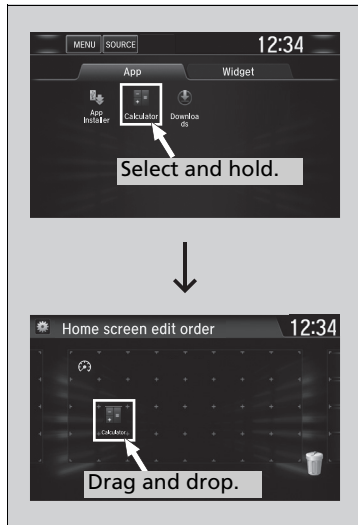 MENU SOURCE 12:34
App Widget
App
Installer
Calculator
Downloa
ds
Select and hold.
Home screen edit order 12:34
Calculator
Drag and drop.